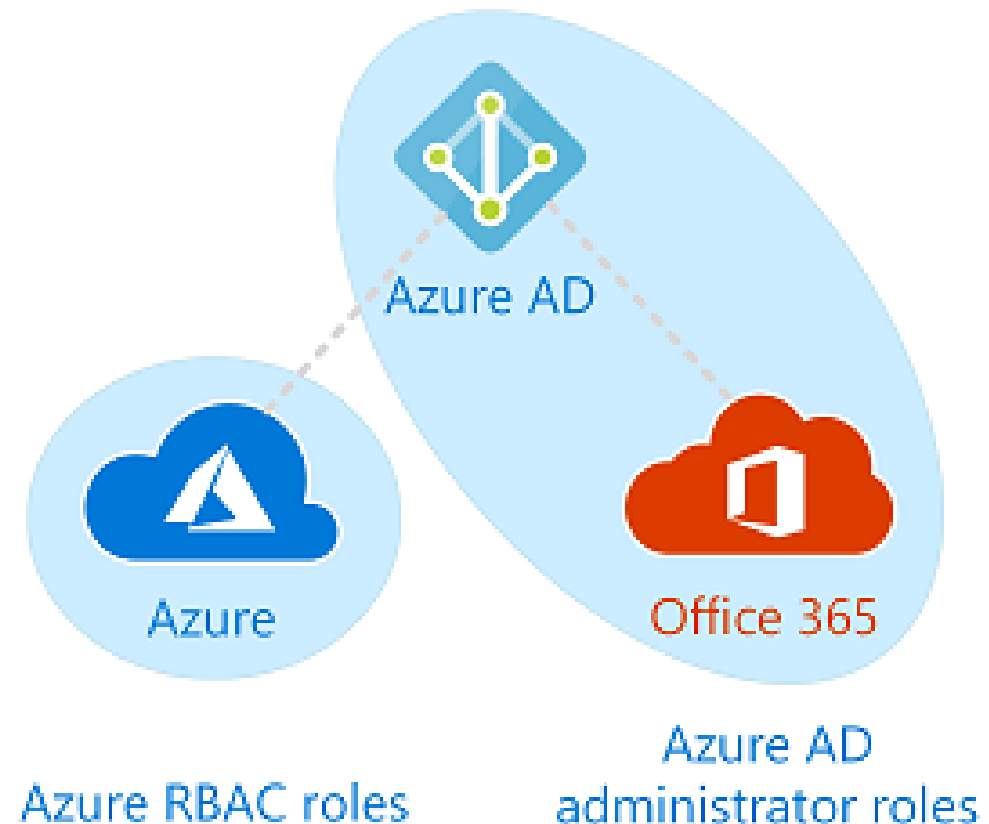 Azure AD
Azure
Office 365
Azure RBAC roles
Azure AD
administrator roles